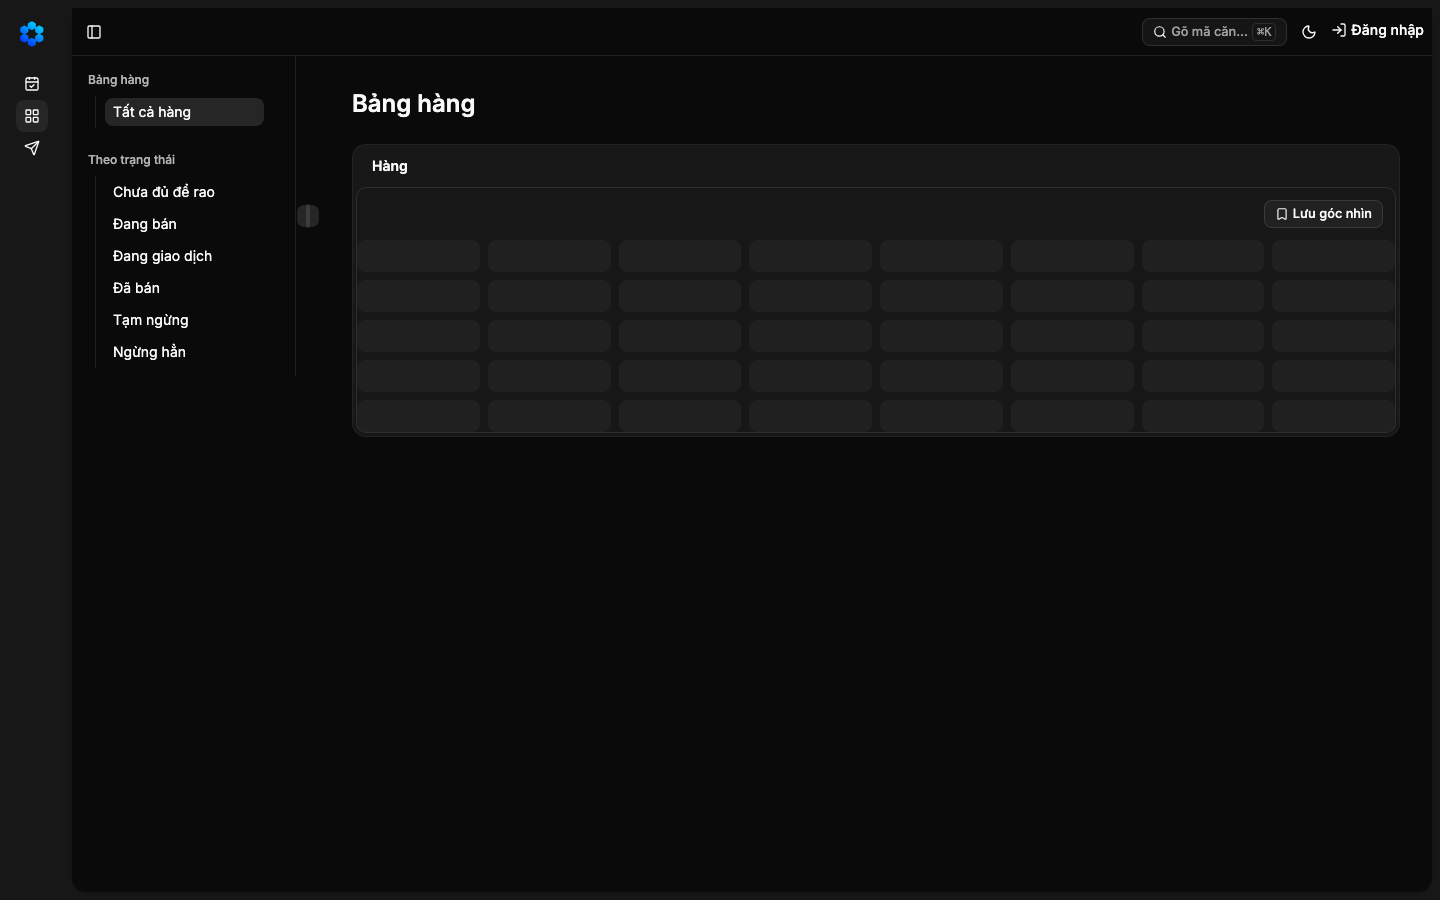 Gõ mã căn... ⌘K
Đăng nhập
Bảng hàng
Tất cả hàng
Theo trạng thái
Chưa đủ để rao
Đang bán
Đang giao dịch
Đã bán
Tạm ngừng
Ngừng hẳn
Bảng hàng
Hàng
Lưu góc nhìn